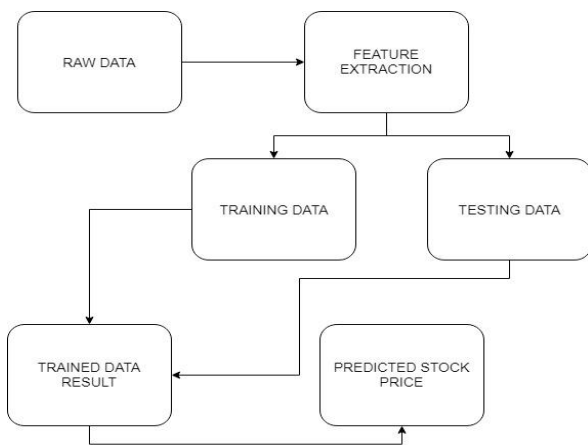 RAW DATA
FEATURE
EXTRACTION
TRAINING DATA
TESTING DATA
TRAINED DATA
RESULT
PREDICTED STOCK
PRICE